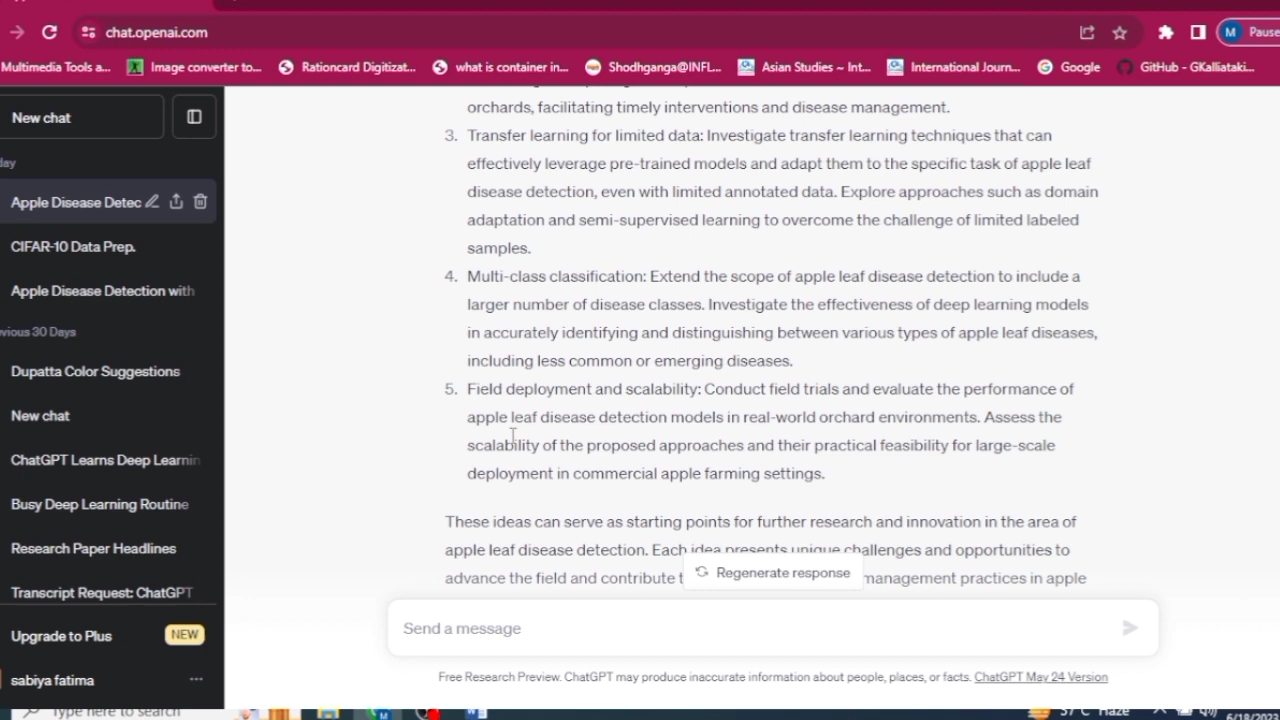 chat.openai.com
M Pause
Multimedia Tools a...
Image converter to...
Rationcard Digitizat...
what is container in...
Shodhganga@INFL...
Asian Studies ~ Int...
International Journ...
Google
GitHub - GKalliataki...
New chat
Apple Disease Detec
CIFAR-10 Data Prep.
Apple Disease Detection with
vious 30 Days
Dupatta Color Suggestions
New chat
ChatGPT Learns Deep Learnin
Busy Deep Learning Routine
Research Paper Headlines
Transcript Request: ChatGPT
Upgrade to Plus NEW
sabiya fatima
orchards, facilitating timely interventions and disease management.
3. Transfer learning for limited data: Investigate transfer learning techniques that can
effectively leverage pre-trained models and adapt them to the specific task of apple leaf
disease detection, even with limited annotated data. Explore approaches such as domain
adaptation and semi-supervised learning to overcome the challenge of limited labeled
samples.
4. Multi-class classification: Extend the scope of apple leaf disease detection to include a
larger number of disease classes. Investigate the effectiveness of deep learning models
in accurately identifying and distinguishing between various types of apple leaf diseases,
including less common or emerging diseases.
5. Field deployment and scalability: Conduct field trials and evaluate the performance of
apple leaf disease detection models in real-world orchard environments. Assess the
scalability of the proposed approaches and their practical feasibility for large-scale
deployment in commercial apple farming settings.
These ideas can serve as starting points for further research and innovation in the area of
apple leaf disease detection. Each idea presents unique challenges and opportunities to
advance the field and contribute management practices in apple
Regenerate response
Send a message
Free Research Preview. ChatGPT may produce inaccurate information about people, places, or facts. ChatGPT May 24 Version
Type here to search
37°C Haze